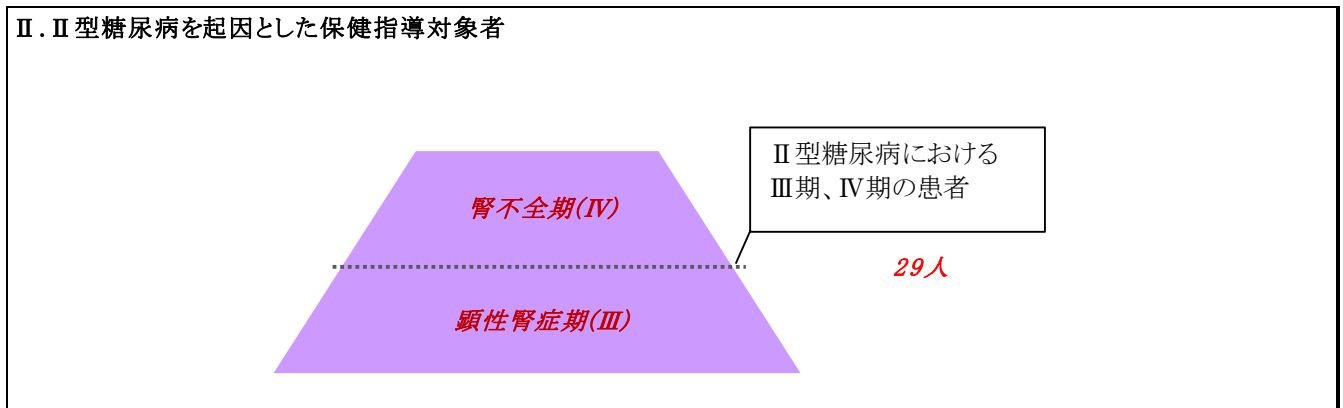 Ⅱ.Ⅱ型糖尿病を起因とした保健指導対象者
Ⅱ型糖尿病における
Ⅲ期、Ⅳ期の患者
腎不全期(Ⅳ)
29人
顕性腎症期(Ⅲ)